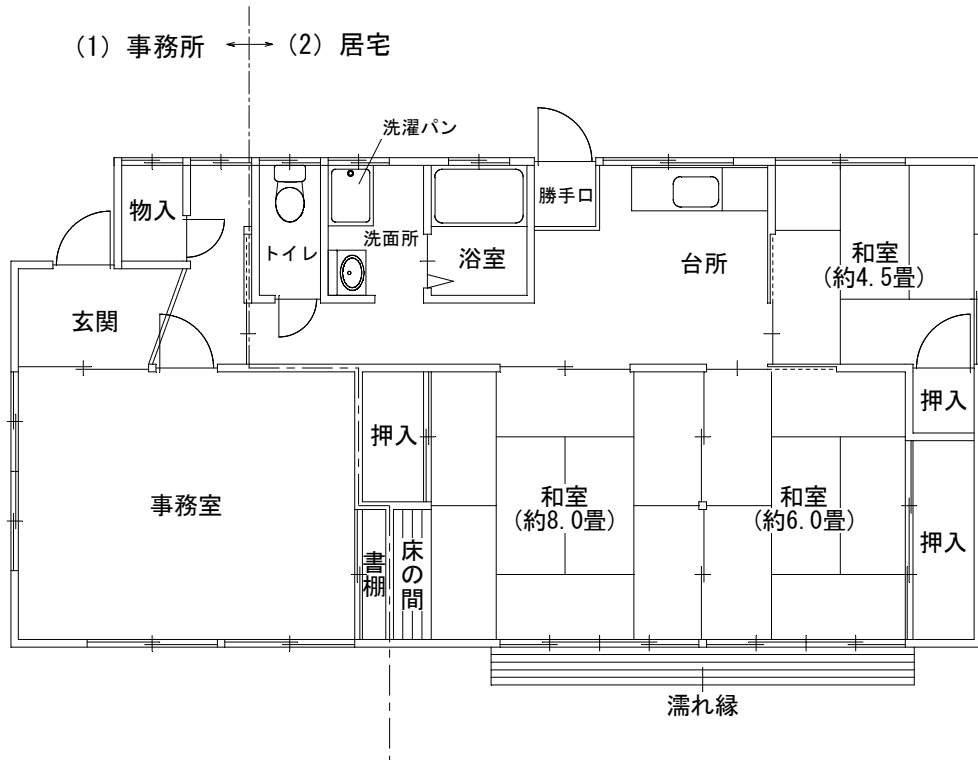 (1) 事務所
(2) 居宅
洗濯パン
物入
トイレ
洗面所
浴室
勝手口
台所
和室
(約4.5畳)
玄関
押入
押入
事務室
和室
(約8.0畳)
和室
(約6.0畳)
押入
書棚
床の間
濡れ縁